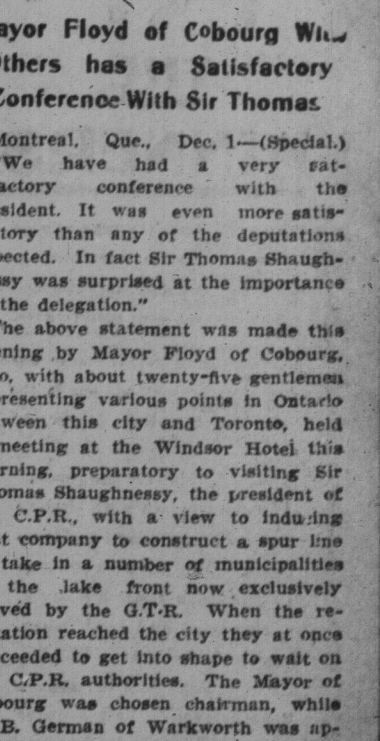 ayor Floyd of Cobourg With
thers has a Satisfactory
Conference With Sir Thomas
Montreal, Que., Dec. 1—(Special.)
"We have had a very sat-
actory conference with the
sident. It was even more satis-
tory than any of the deputations
pected. In fact Sir Thomas Shaugh-
sy was surprised at the importance
the delegation."
The above statement was made this
ning by Mayor Floyd of Cobourg,
o, with about twenty-five gentlemen
presenting various points in Ontario
ween this city and Toronto, held
meeting at the Windsor Hotel this
rning, preparatory to visiting Sir
omas Shaughnessy, the president of
C.P.R., with a view to inducing
t company to construct a spur line
take in a number of municipalities
the lake front now exclusively
ved by the G.T.R. When the re-
ation reached the city they at once
ceeded to get into shape to wait on
C.P.R. authorities. The Mayor of
bourg was chosen chairman, while
B. German of Warkworth was ap-